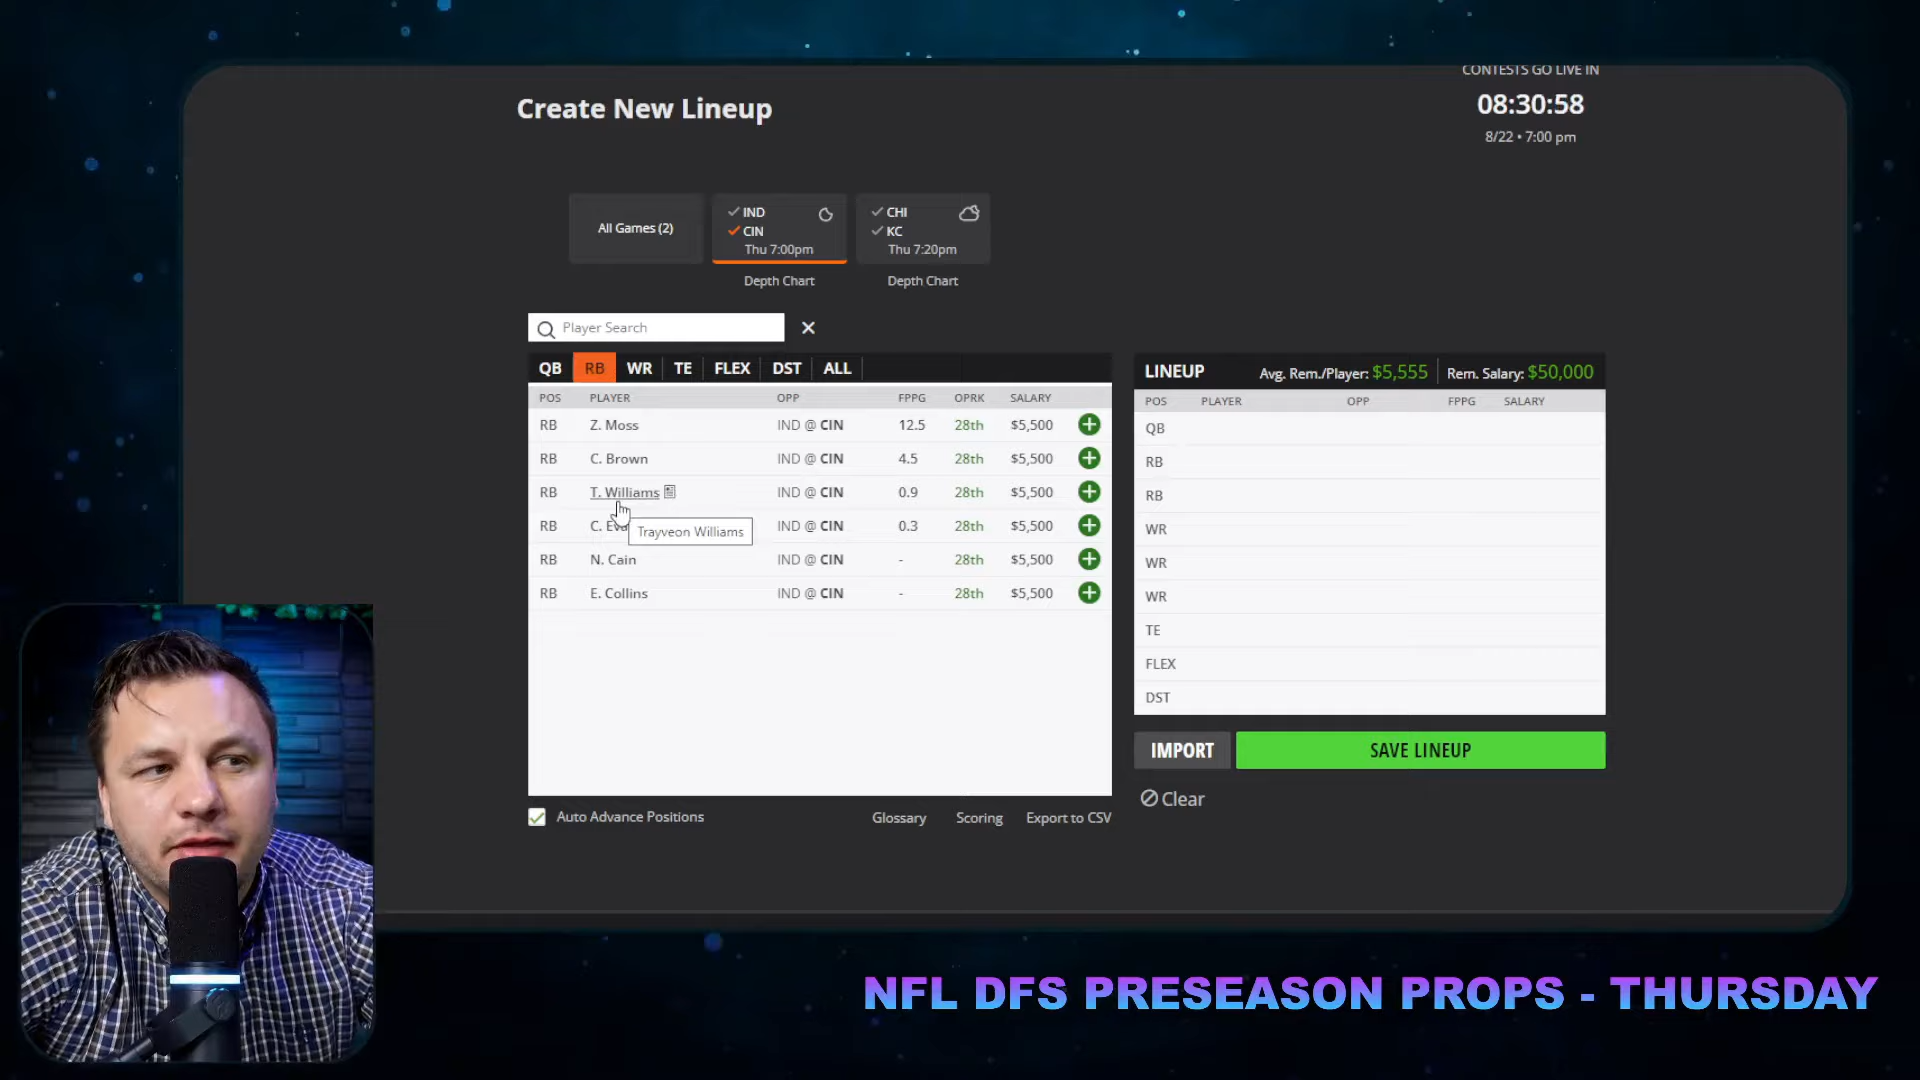 CONTESTS GO LIVE IN
Create New Lineup
08:30:58
8/22 • 7:00 pm
All Games (2)
IND
CIN
Thu 7:00pm
CHI
KC
Thu 7:20pm
Depth Chart
Depth Chart
Player Search
QB RB WR TE FLEX DST ALL
POS PLAYER OPP FPPG OPRK SALARY
RB Z. Moss IND @ CIN 12.5 28th $5,500
RB C. Brown IND @ CIN 4.5 28th $5,500
RB T. Williams IND @ CIN 0.9 28th $5,500
RB C. IND @ CIN 0.3 28th $5,500
Trayveon Williams
RB N. Cain IND @ CIN - 28th $5,500
RB E. Collins IND @ CIN - 28th $5,500
Auto Advance Positions
Glossary Scoring Export to CSV
LINEUP Avg. Rem./Player: $5,555 Rem. Salary: $50,000
POS PLAYER OPP FPPG SALARY
QB
RB
RB
WR
WR
WR
TE
FLEX
DST
IMPORT SAVE LINEUP
Clear
NFL DFS PRESEASON PROPS - THURSDAY